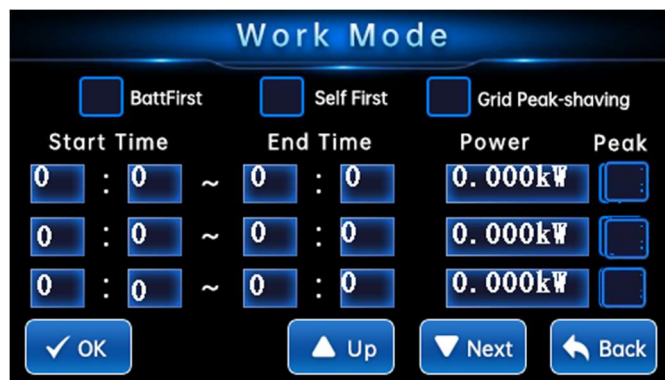 Work Mode
BattFirst Self First Grid Peak-shaving
Start Time End Time Power Peak
0 : 0 ~ 0 : 0 0.000kW
0 : 0 ~ 0 : 0 0.000kW
0 : 0 ~ 0 : 0 0.000kW
OK Up Next Back